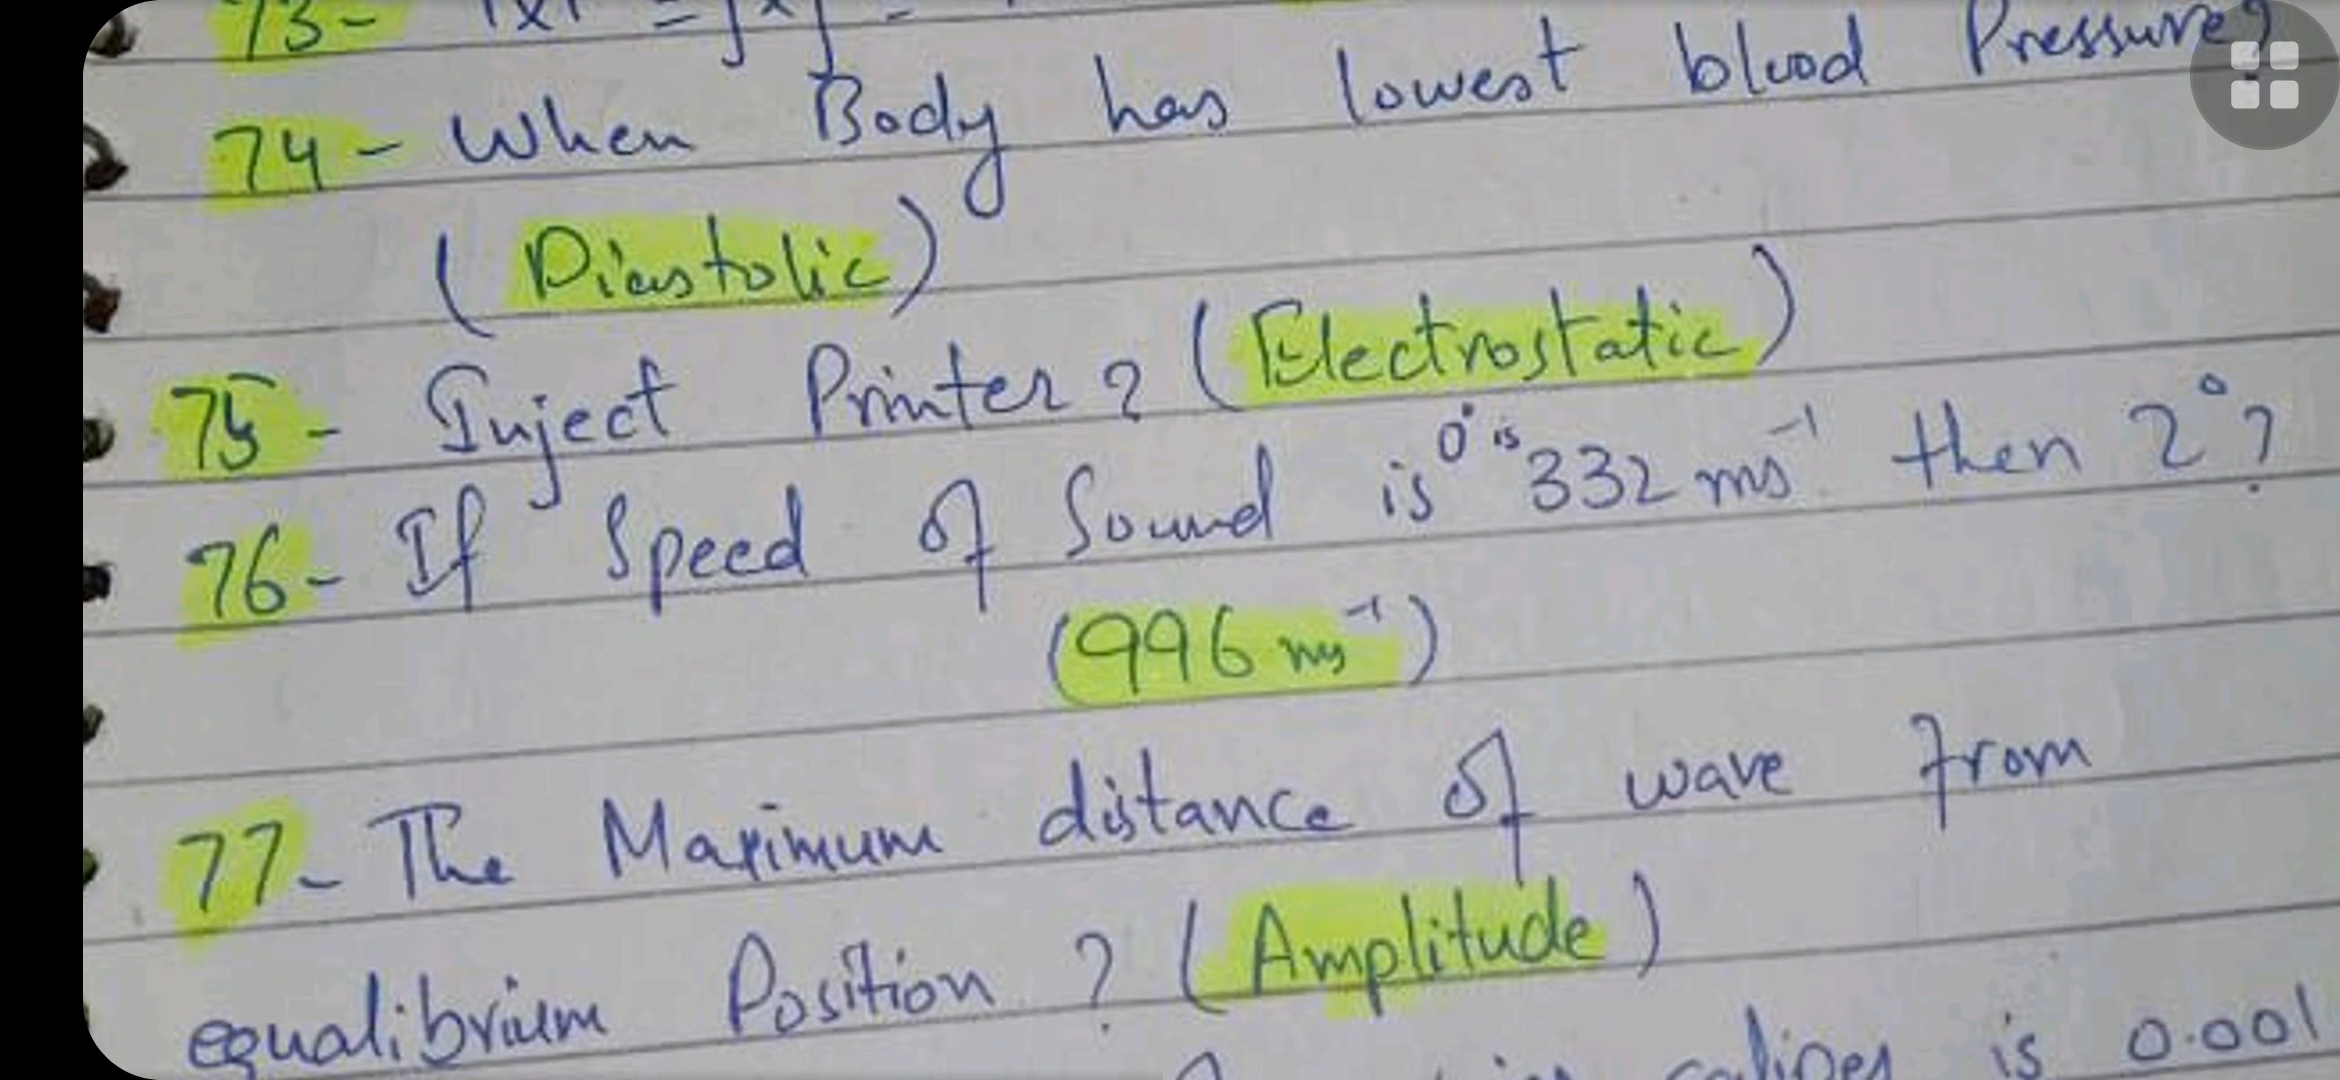 73-
74- When Body has lowest blood Pressure?
(Diastolic)
75- Inject Printer? (Electrostatic)
76- If Speed of Sound is 0° is 332 ms⁻¹ then 2°?
(996 ms⁻¹)
77- The Maximum distance of wave from
equalibrium Position? (Amplitude)
calipes is 0.001